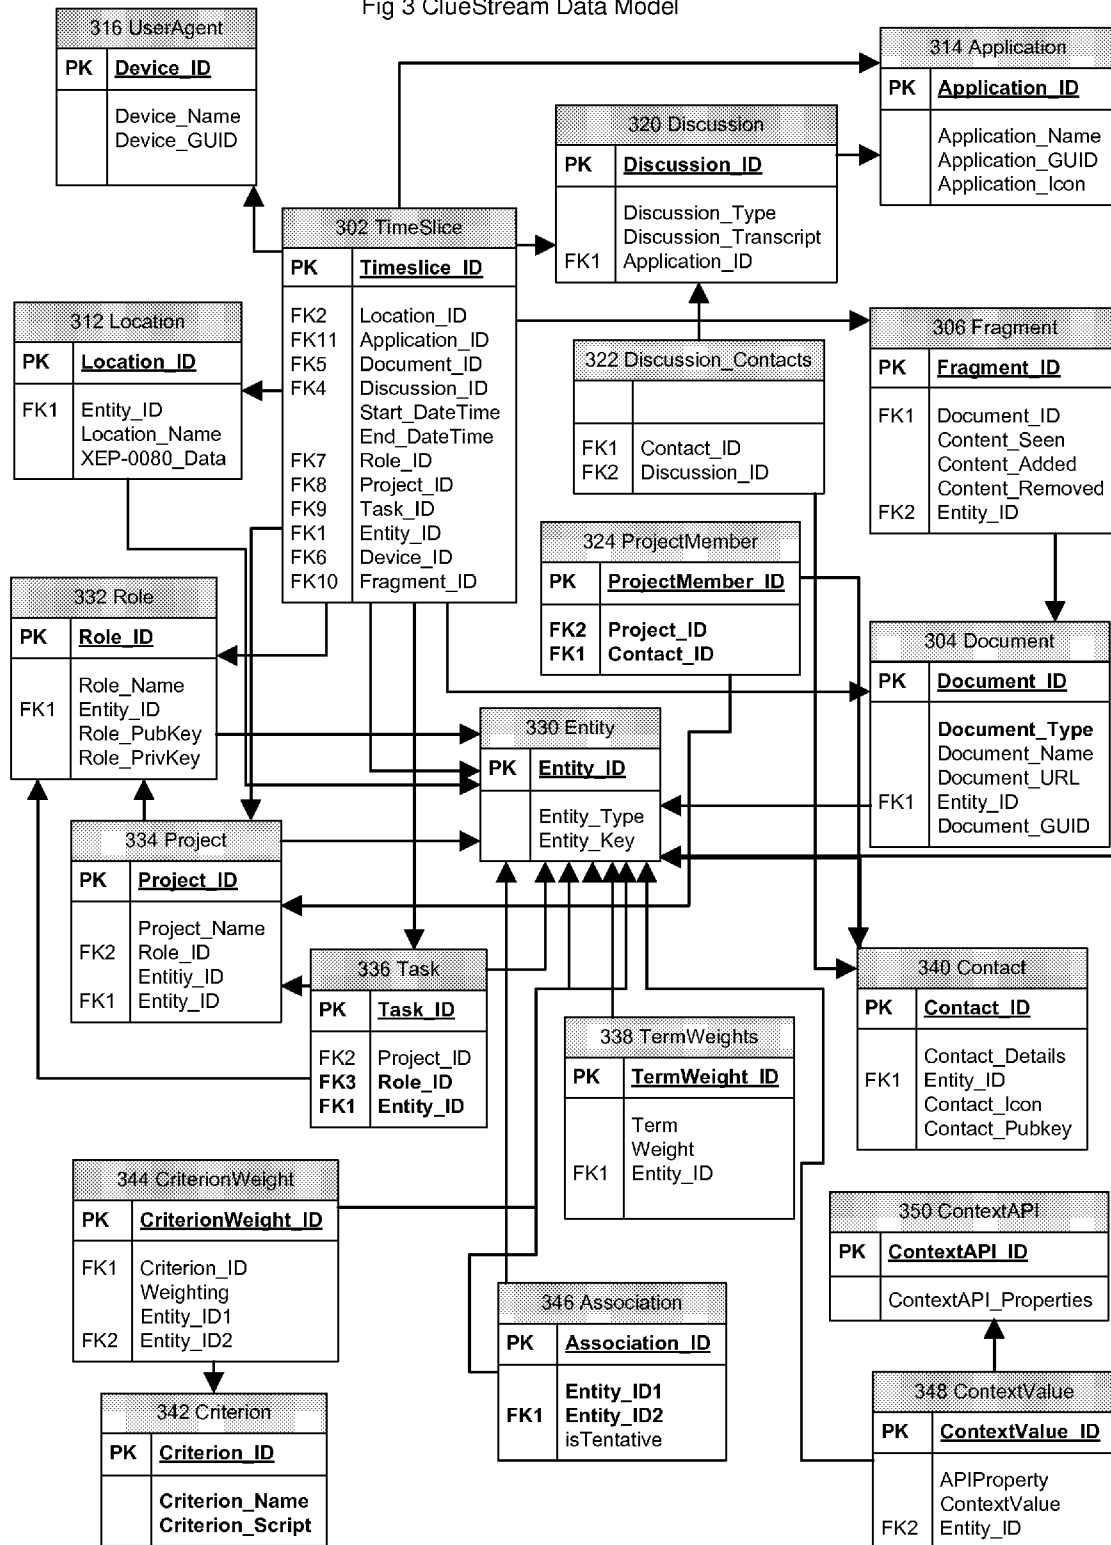 Fig 3 ClueStream Data Model
316 UserAgent
PK Device_ID
Device_Name
Device_GUID
314 Application
PK Application_ID
Application_Name
Application_GUID
Application_Icon
320 Discussion
PK Discussion_ID
Discussion_Type
Discussion_Transcript
FK1 Application_ID
302 TimeSlice
PK Timeslice_ID
FK2 Location_ID
FK11 Application_ID
FK5 Document_ID
FK4 Discussion_ID
Start_DateTime
End_DateTime
FK7 Role_ID
FK8 Project_ID
FK9 Task_ID
FK1 Entity_ID
FK6 Device_ID
FK10 Fragment_ID
312 Location
PK Location_ID
FK1 Entity_ID
Location_Name
XEP-0080_Data
322 Discussion_Contacts
FK1 Contact_ID
FK2 Discussion_ID
306 Fragment
PK Fragment_ID
FK1 Document_ID
Content_Seen
Content_Added
Content_Removed
FK2 Entity_ID
324 ProjectMember
PK ProjectMember_ID
FK2 Project_ID
FK1 Contact_ID
332 Role
PK Role_ID
Role_Name
FK1 Entity_ID
Role_PubKey
Role_PrivKey
304 Document
PK Document_ID
Document_Type
Document_Name
Document_URL
FK1 Entity_ID
Document_GUID
330 Entity
PK Entity_ID
Entity_Type
Entity_Key
334 Project
PK Project_ID
Project_Name
FK2 Role_ID
Entitiy_ID
FK1 Entity_ID
336 Task
PK Task_ID
FK2 Project_ID
FK3 Role_ID
FK1 Entity_ID
340 Contact
PK Contact_ID
Contact_Details
FK1 Entity_ID
Contact_Icon
Contact_Pubkey
338 TermWeights
PK TermWeight_ID
Term
Weight
FK1 Entity_ID
344 CriterionWeight
PK CriterionWeight_ID
FK1 Criterion_ID
Weighting
Entity_ID1
FK2 Entity_ID2
350 ContextAPI
PK ContextAPI_ID
ContextAPI_Properties
346 Association
PK Association_ID
Entity_ID1
FK1 Entity_ID2
isTentative
342 Criterion
PK Criterion_ID
Criterion_Name
Criterion_Script
348 ContextValue
PK ContextValue_ID
APIProperty
ContextValue
FK2 Entity_ID